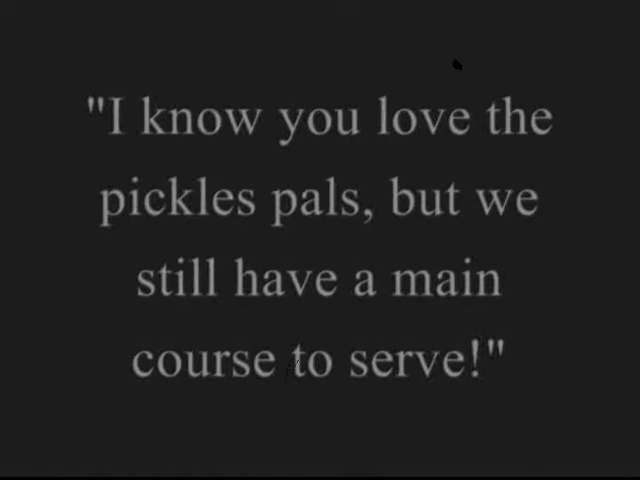 "I know you love the
pickles pals, but we
still have a main
course to serve!"